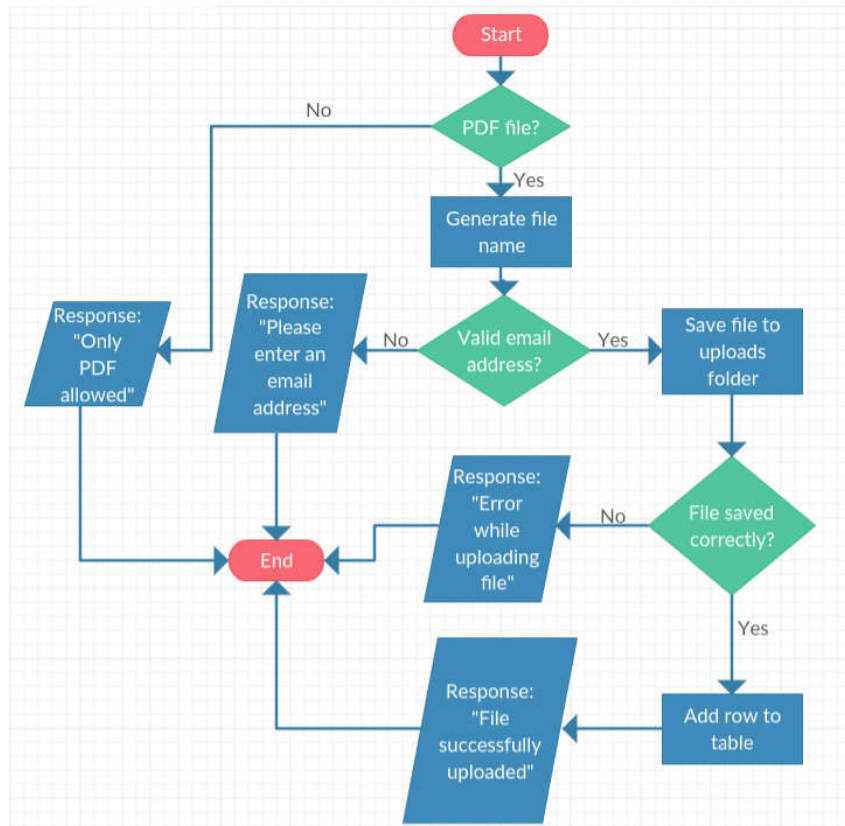 Start
No
PDF file?
Yes
Generate file
name
Response:
"Only
PDF
allowed"
Response:
"Please
enter an
email
address"
No
Valid email
address?
Yes
Save file to
uploads
folder
Response:
"Error
while
uploading
file"
No
File saved
correctly?
End
Yes
Response:
"File
successfully
uploaded"
Add row to
table